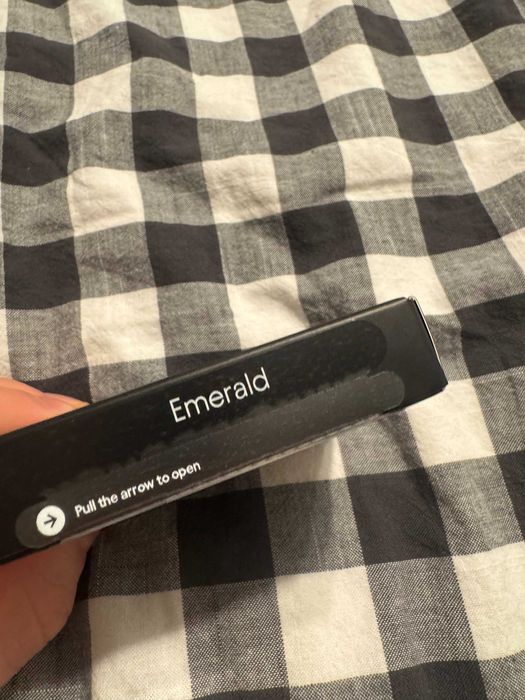 Emerald
Pull the arrow to open